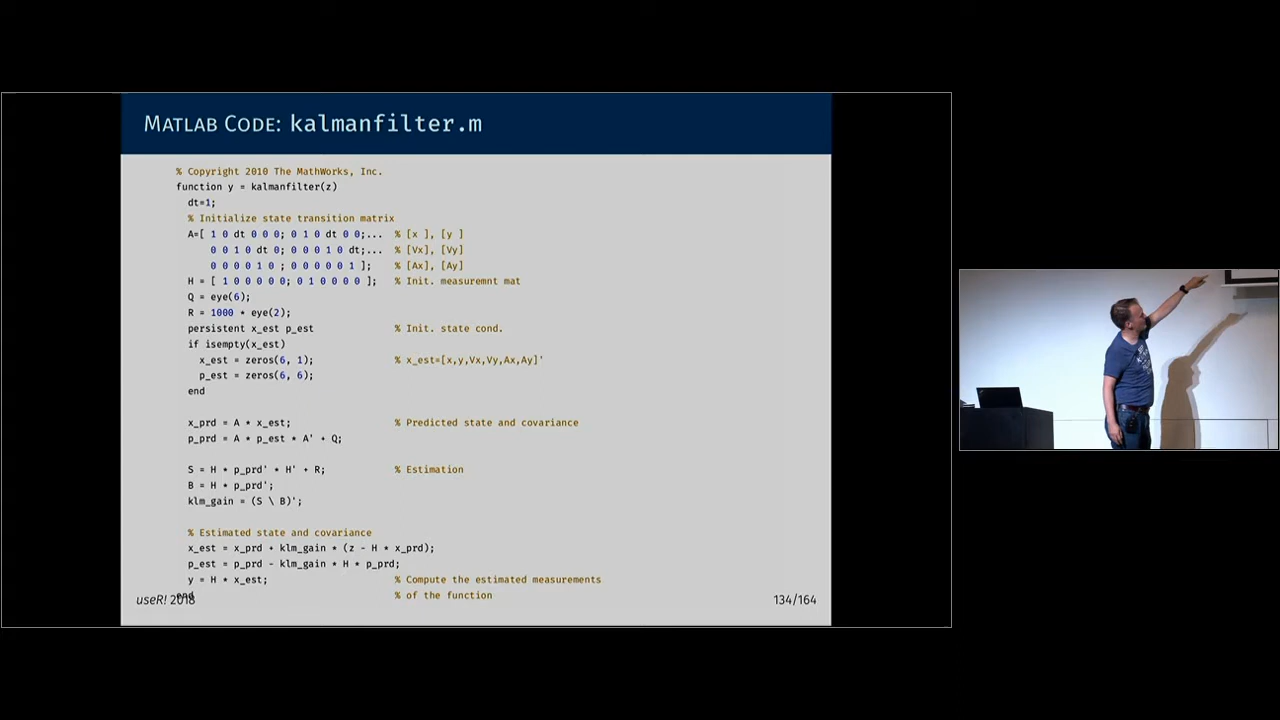 MATLAB CODE: kalmanfilter.m
% Copyright 2010 The MathWorks, Inc.
function y = kalmanfilter(z)
dt=1;
% Initialize state transition matrix
A=[ 1 0 dt 0 0 0; 0 1 0 dt 0 0;... % [x ], [y ]
0 0 1 0 dt 0; 0 0 0 1 0 dt;... % [Vx], [Vy]
0 0 0 0 1 0 ; 0 0 0 0 0 1 ]; % [Ax], [Ay]
H = [ 1 0 0 0 0 0; 0 1 0 0 0 0 ]; % Init. measuremnt mat
Q = eye(6);
R = 1000 * eye(2);
persistent x_est p_est % Init. state cond.
if isempty(x_est)
x_est = zeros(6, 1); % x_est=[x,y,Vx,Vy,Ax,Ay]'
p_est = zeros(6, 6);
end
x_prd = A * x_est; % Predicted state and covariance
p_prd = A * p_est * A' + Q;
S = H * p_prd' * H' + R; % Estimation
B = H * p_prd';
klm_gain = (S \ B)';
% Estimated state and covariance
x_est = x_prd + klm_gain * (z - H * x_prd);
p_est = p_prd - klm_gain * H * p_prd;
y = H * x_est; % Compute the estimated measurements
end % of the function
useR! 2018 134/164